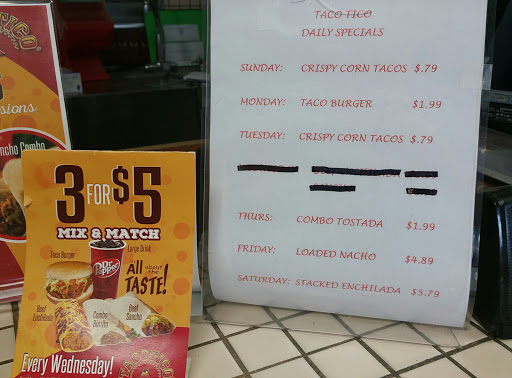 TACO TICO
DAILY SPECIALS
SUNDAY: CRISPY CORN TACOS $.79
MONDAY: TACO BURGER $1.99
TUESDAY: CRISPY CORN TACOS $.79
THURS: COMBO TOSTADA $1.99
FRIDAY: LOADED NACHO $4.89
SATURDAY: STACKED ENCHILADA $5.79
3 FOR $5
MIX & MATCH
Taco Burger
Large Drink
Dr Pepper
All about the TASTE!
Beef Enchilada
Combo Burrito
Beef Sancho
Every Wednesday!
Combo